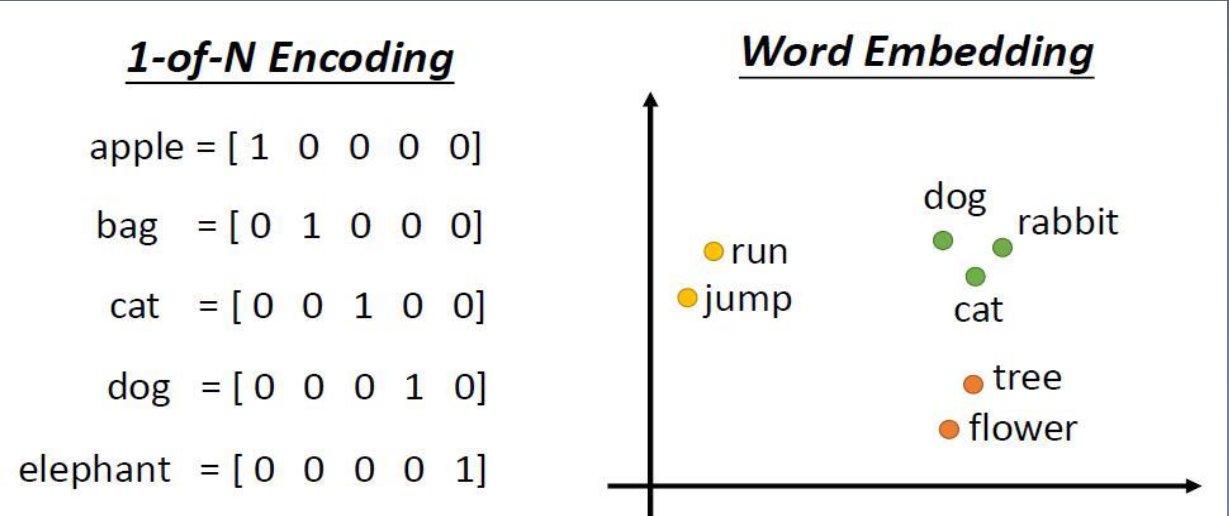 1-of-N Encoding
apple = [ 1 0 0 0 0]
bag = [ 0 1 0 0 0]
cat = [ 0 0 1 0 0]
dog = [ 0 0 0 1 0]
elephant = [ 0 0 0 0 1]
Word Embedding
dog
rabbit
run
jump
cat
tree
flower